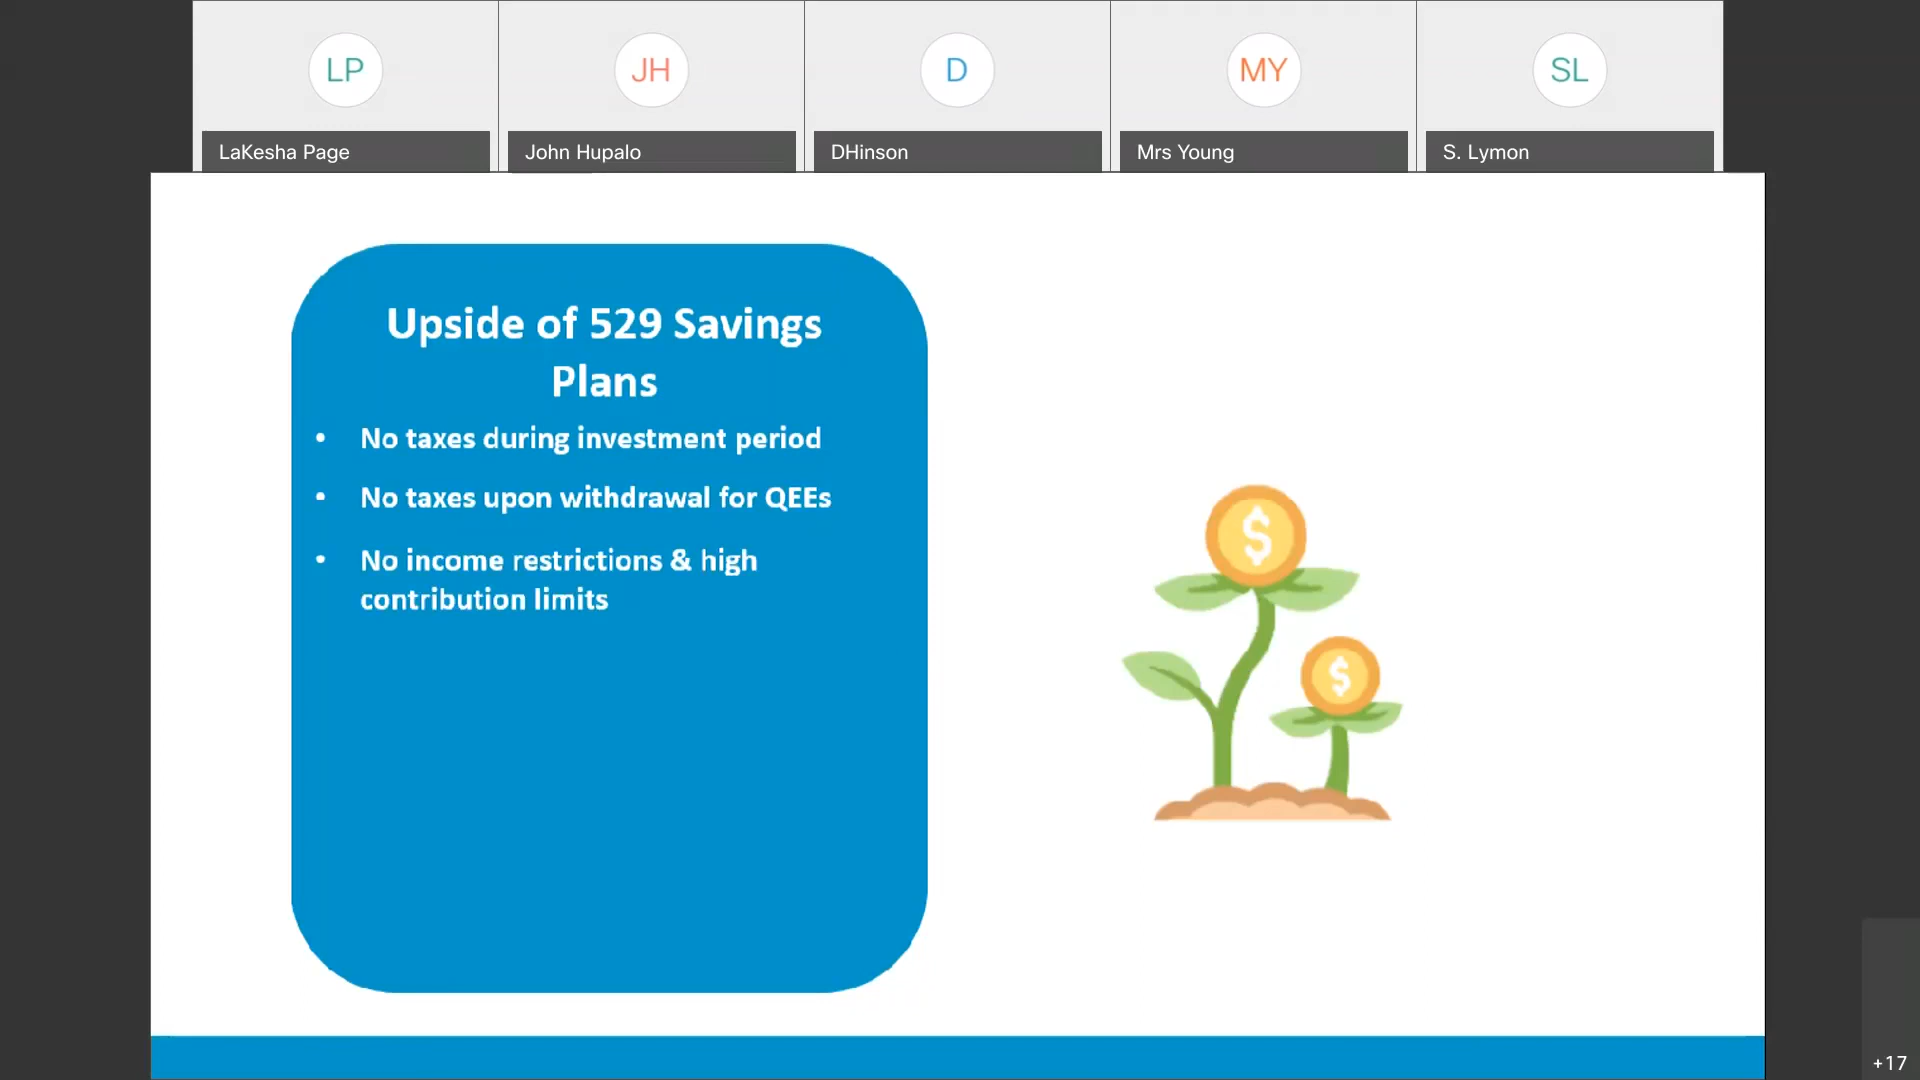 LP
JH
D
MY
SL
LaKesha Page
John Hupalo
DHinson
Mrs Young
S. Lymon
Upside of 529 Savings
Plans
• No taxes during investment period
• No taxes upon withdrawal for QEEs
• No income restrictions & high
contribution limits
$
$
+17